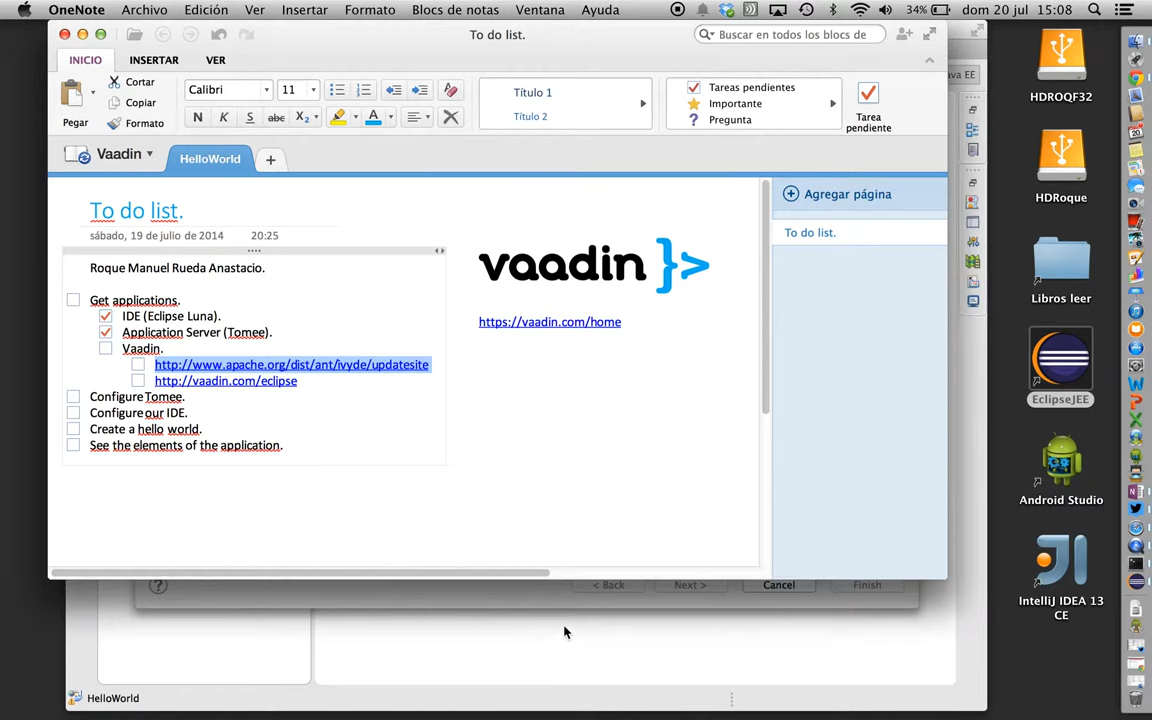 OneNote Archivo Edición Ver Insertar Formato Blocs de notas Ventana Ayuda 34% dom 20 jul 15:08
To do list.
Buscar en todos los blocs de
INICIO INSERTAR VER
Pegar
Cortar
Copiar
Formato
Calibri 11
N K S abc X₂ A
Título 1
Título 2
Tareas pendientes
Importante
Pregunta
Tarea pendiente
Vaadin HelloWorld +
To do list.
sábado, 19 de julio de 2014 20:25
Roque Manuel Rueda Anastacio.
Get applications.
IDE (Eclipse Luna).
Application Server (Tomee).
Vaadin.
http://www.apache.org/dist/ant/ivyde/updatesite
http://vaadin.com/eclipse
Configure Tomee.
Configure our IDE.
Create a hello world.
See the elements of the application.
vaadin }>
https://vaadin.com/home
Agregar página
To do list.
ava EE
? < Back Next > Cancel Finish
HelloWorld
HDROQF32
HDRoque
Libros leer
EclipseJEE
Android Studio
IntelliJ IDEA 13
CE